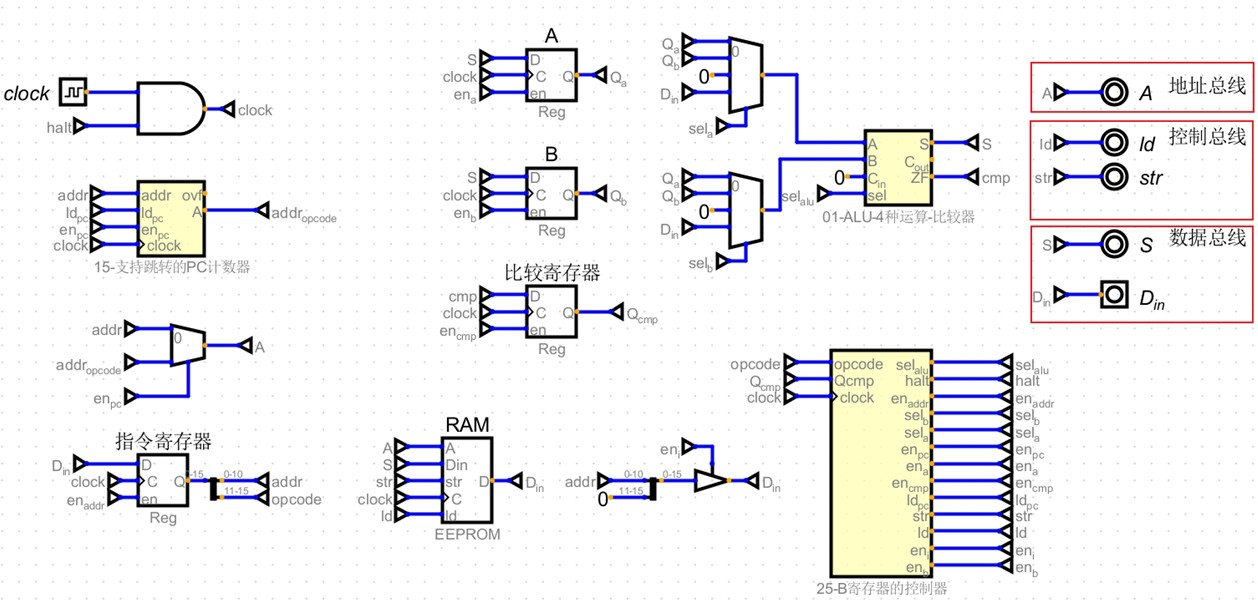 clock
halt
clock
addr
ld_pc
en_pc
clock
addr
ld_pc
en_pc
clock
ovf
A
addr_opcode
15-支持跳转的PC计数器
addr
addr_opcode
en_pc
0
A
指令寄存器
D_in
clock
en_addr
D
C
en
Q
Reg
0-10
11-15
addr
opcode
A
S
clock
en_a
D
C
en
Q
Q_a
Reg
B
S
clock
en_b
D
C
en
Q
Q_b
Reg
比较寄存器
cmp
clock
en_cmp
D
C
en
Q
Q_cmp
Reg
RAM
A
S
str
clock
ld
A
Din
str
C
ld
D
D_in
EEPROM
en_i
addr
0
0-10
11-15
0-15
D_in
Q_a
Q_b
0
D_in
sel_a
0
Q_a
Q_b
0
D_in
sel_b
0
0
sel_alu
A
B
C_in
sel
S
C_out
ZF
S
cmp
01-ALU-4种运算-比较器
A
A
地址总线
ld
ld
控制总线
str
str
S
S
数据总线
D_in
D_in
opcode
Q_cmp
clock
opcode
Qcmp
clock
sel_alu
halt
en_addr
sel_b
sel_a
en_pc
en_a
en_cmp
ld_pc
str
ld
en_i
en_b
sel_alu
halt
en_addr
sel_b
sel_a
en_pc
en_a
en_cmp
ld_pc
str
ld
en_i
en_b
25-B寄存器的控制器